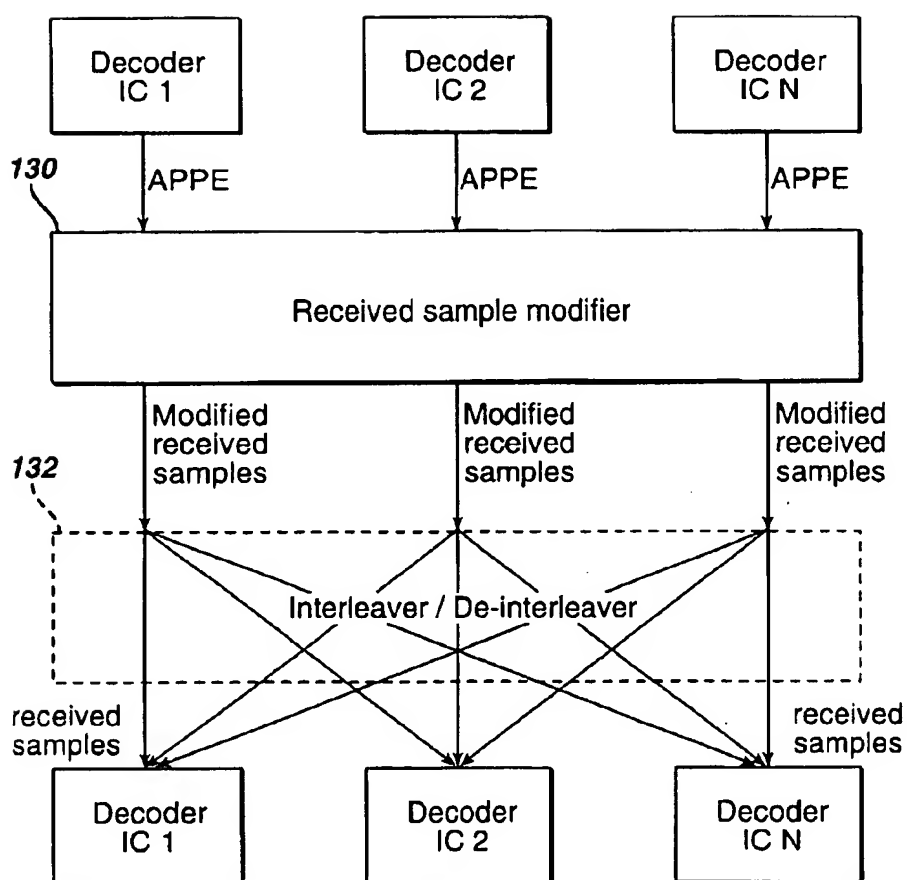 Decoder
IC 1
Decoder
IC 2
Decoder
IC N
130
APPE
APPE
APPE
Received sample modifier
Modified
received
samples
Modified
received
samples
Modified
received
samples
132
Interleaver / De-interleaver
received
samples
received
samples
Decoder
IC 1
Decoder
IC 2
Decoder
IC N